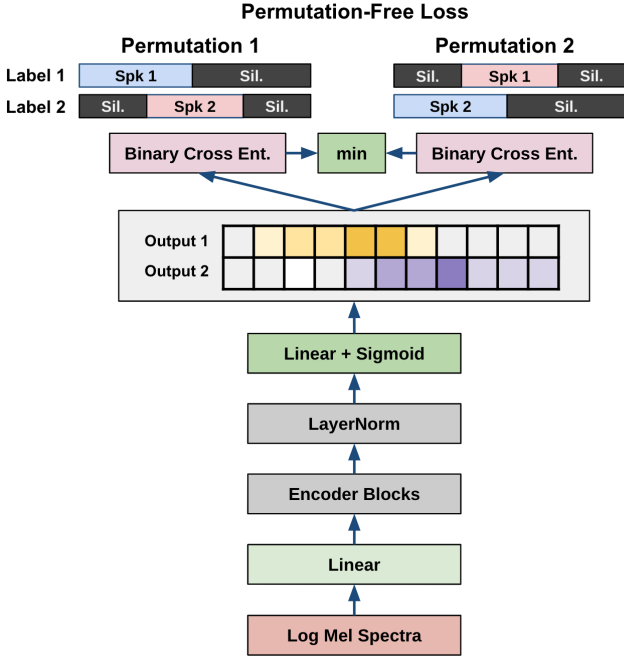 Permutation-Free Loss
Permutation 1 Permutation 2
Label 1 Spk 1 Sil. Sil. Spk 1 Sil.
Label 2 Sil. Spk 2 Sil. Spk 2 Sil.
Binary Cross Ent. min Binary Cross Ent.
Output 1
Output 2
Linear + Sigmoid
LayerNorm
Encoder Blocks
Linear
Log Mel Spectra